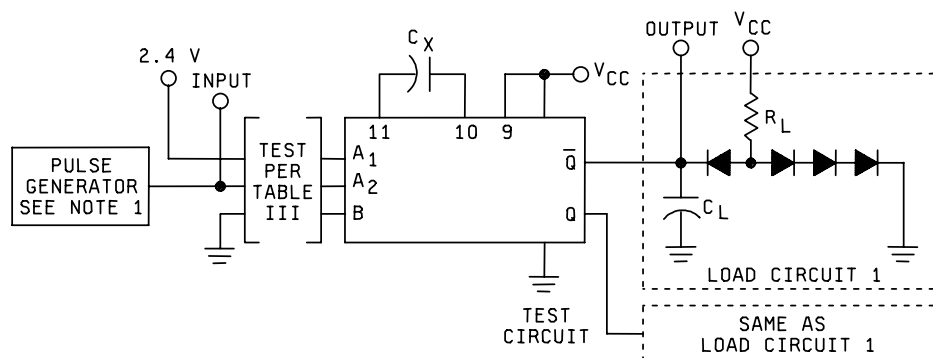 2.4 V
INPUT
CX
OUTPUT
VCC
VCC
11
10
9
RL
PULSE
GENERATOR
SEE NOTE 1
TEST
PER
TABLE
III
A1
A2
B
Q̅
Q
CL
LOAD CIRCUIT 1
TEST
CIRCUIT
SAME AS
LOAD CIRCUIT 1